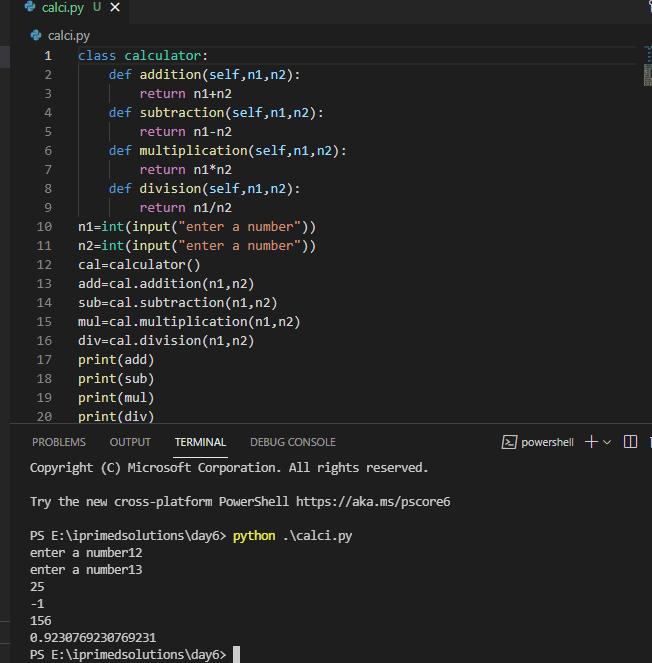 calci.py U
calci.py
1 class calculator:
2     def addition(self,n1,n2):
3         return n1+n2
4     def subtraction(self,n1,n2):
5         return n1-n2
6     def multiplication(self,n1,n2):
7         return n1*n2
8     def division(self,n1,n2):
9         return n1/n2
10 n1=int(input("enter a number"))
11 n2=int(input("enter a number"))
12 cal=calculator()
13 add=cal.addition(n1,n2)
14 sub=cal.subtraction(n1,n2)
15 mul=cal.multiplication(n1,n2)
16 div=cal.division(n1,n2)
17 print(add)
18 print(sub)
19 print(mul)
20 print(div)
PROBLEMS OUTPUT TERMINAL DEBUG CONSOLE powershell
Copyright (C) Microsoft Corporation. All rights reserved.
Try the new cross-platform PowerShell https://aka.ms/pscore6
PS E:\iprimedsolutions\day6> python .\calci.py
enter a number12
enter a number13
25
-1
156
0.9230769230769231
PS E:\iprimedsolutions\day6>